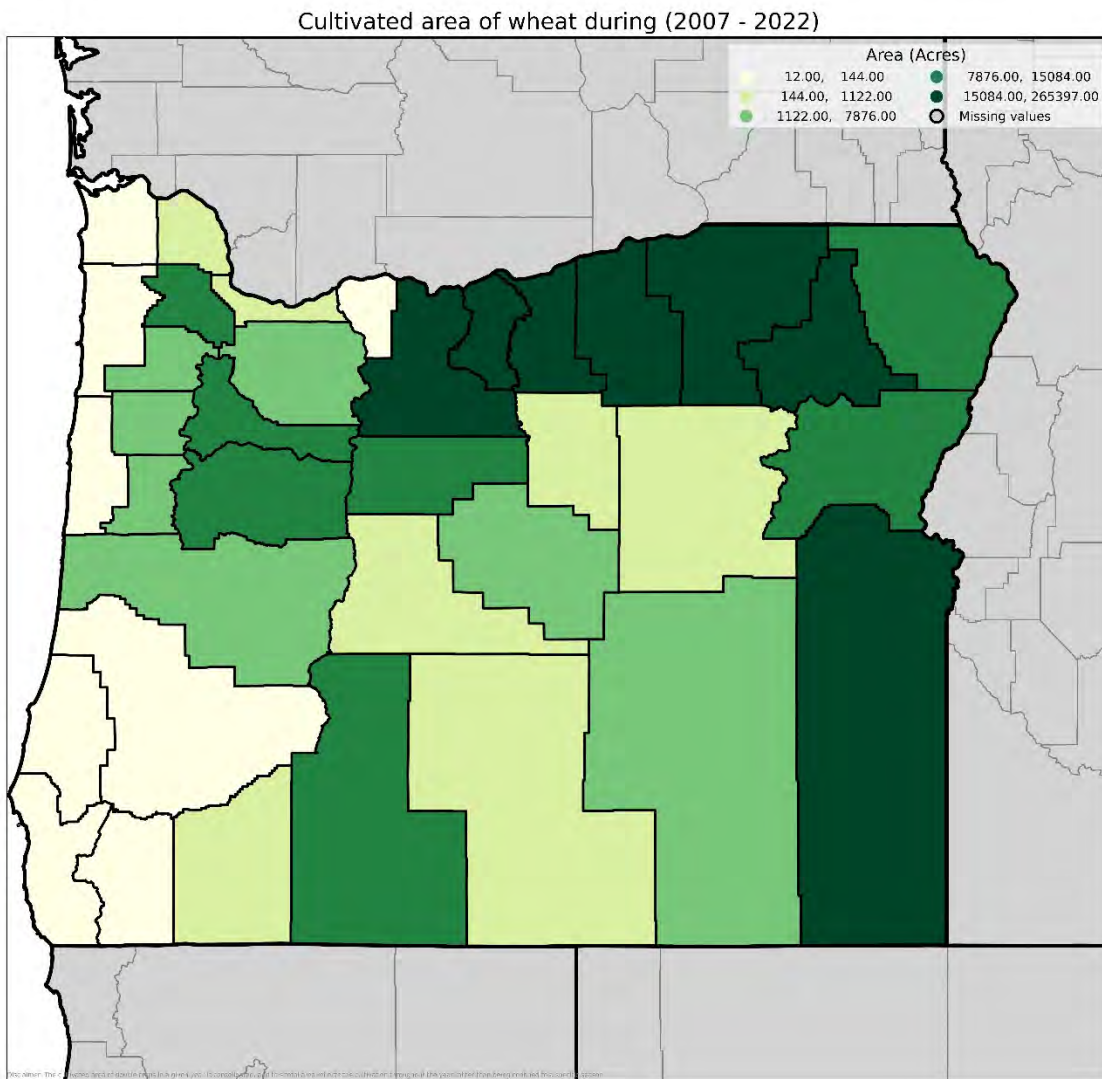 Cultivated area of wheat during (2007 - 2022)
Area (Acres)
12.00, 144.00
144.00, 1122.00
1122.00, 7876.00
7876.00, 15084.00
15084.00, 265397.00
Missing values